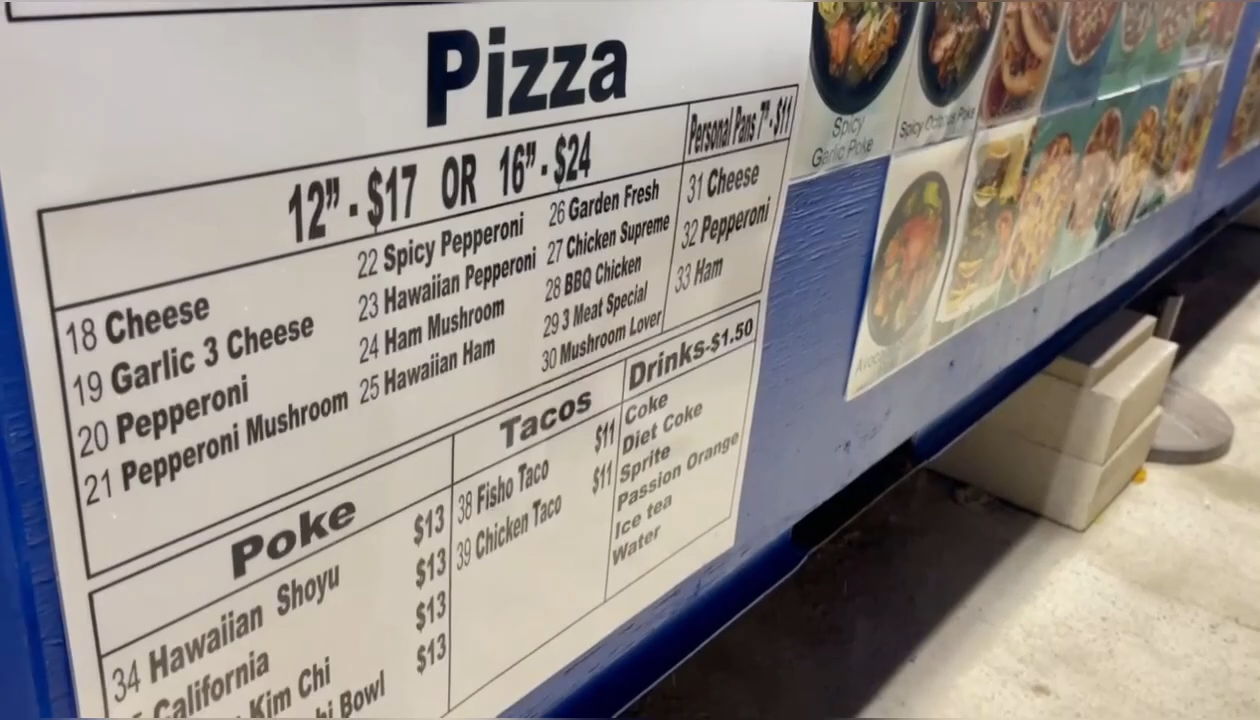 Pizza
12" - $17 OR 16" - $24
18 Cheese
19 Garlic 3 Cheese
20 Pepperoni
21 Pepperoni Mushroom
22 Spicy Pepperoni
23 Hawaiian Pepperoni
24 Ham Mushroom
25 Hawaiian Ham
26 Garden Fresh
27 Chicken Supreme
28 BBQ Chicken
29 3 Meat Special
30 Mushroom Lover
Personal Pans 7" - $11
31 Cheese
32 Pepperoni
33 Ham
Poke
34 Hawaiian Shoyu $13
California $13
Kim Chi $13
Bowl $13
Tacos
38 Fisho Taco $11
39 Chicken Taco $11
Drinks-$1.50
Coke
Diet Coke
Sprite
Passion Orange
Ice tea
Water
Spicy
Garlic Poke
Spicy Octopus Poke